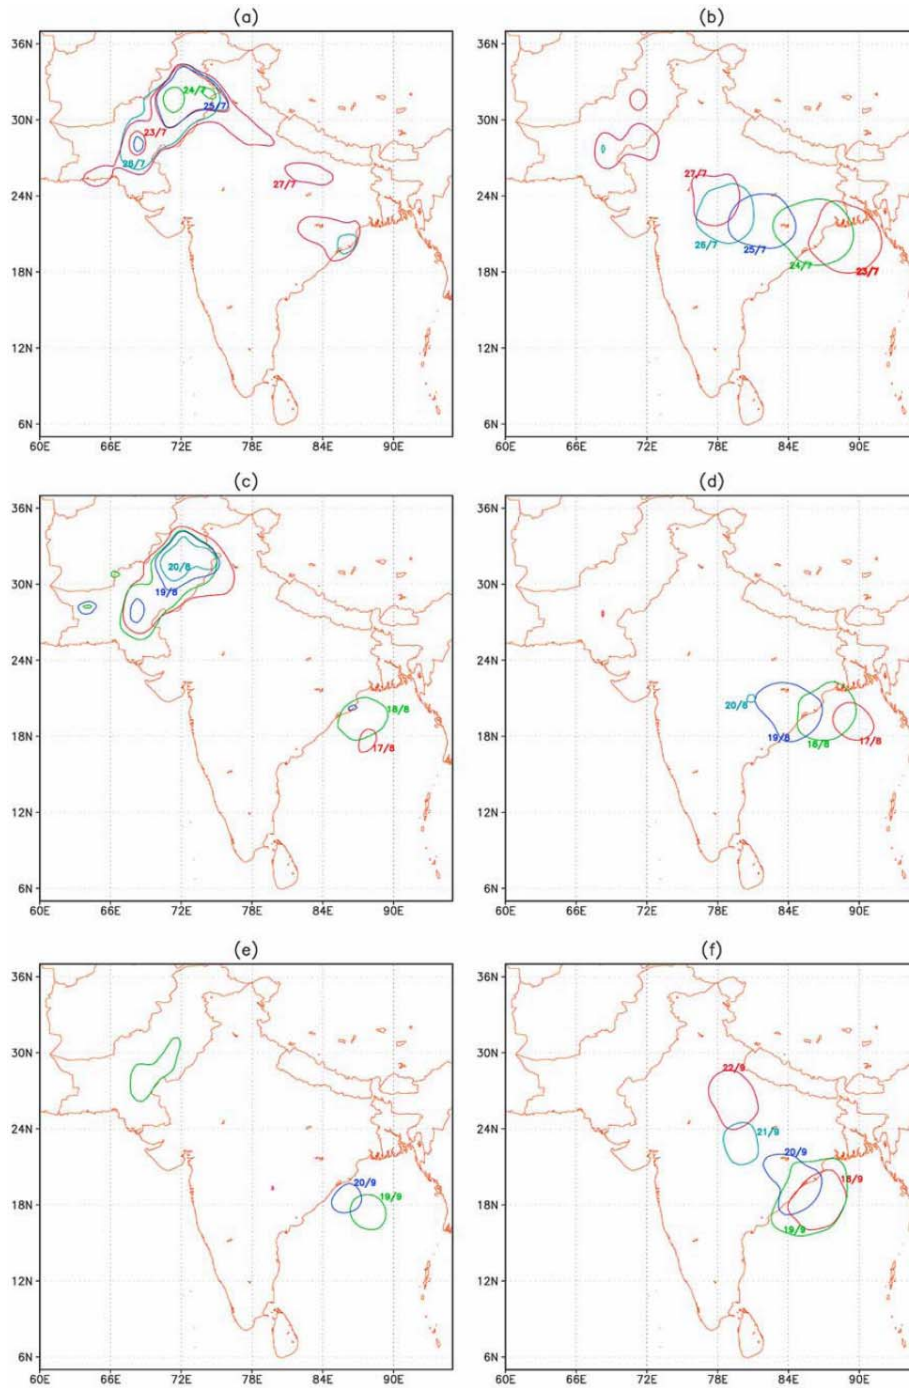 (a)
36N
30N
24N
18N
12N
6N
60E 66E 72E 78E 84E 90E
24/7
25/7
23/7
26/7
27/7
(b)
36N
30N
24N
18N
12N
6N
60E 66E 72E 78E 84E 90E
27/7
26/7
25/7
24/7
23/7
(c)
36N
30N
24N
18N
12N
6N
60E 66E 72E 78E 84E 90E
20/8
19/8
18/8
17/8
(d)
36N
30N
24N
18N
12N
6N
60E 66E 72E 78E 84E 90E
20/8
19/8
18/8
17/8
(e)
36N
30N
24N
18N
12N
6N
60E 66E 72E 78E 84E 90E
20/9
19/9
(f)
36N
30N
24N
18N
12N
6N
60E 66E 72E 78E 84E 90E
22/9
21/9
20/9
18/9
19/9